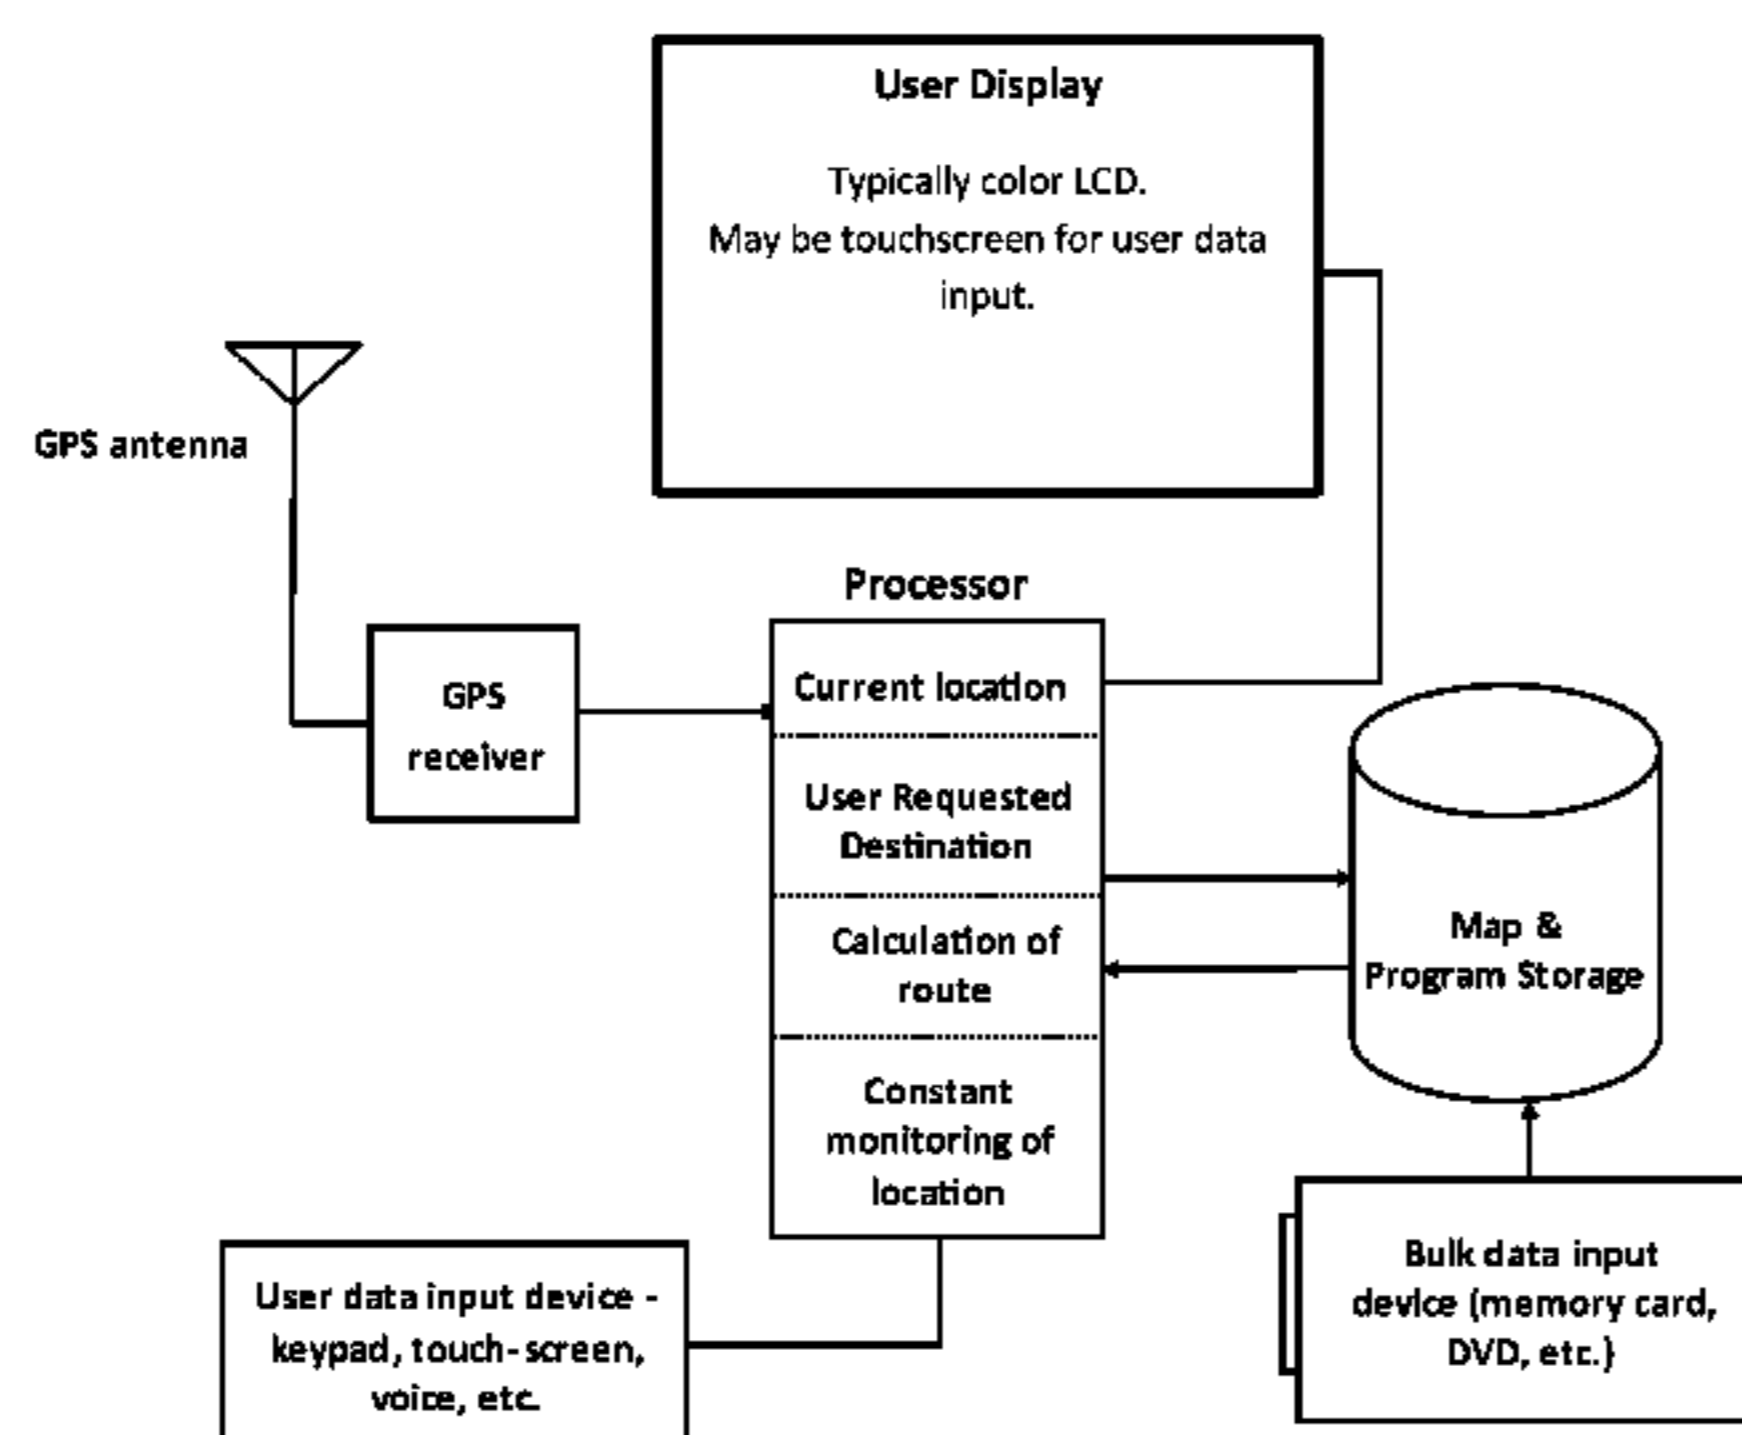 User Display
Typically color LCD.
May be touchscreen for user data
input.
GPS antenna
Processor
GPS
receiver
Current location
User Requested
Destination
Calculation of
route
Constant
monitoring of
location
Map &
Program Storage
User data input device -
keypad, touch-screen,
voice, etc.
Bulk data input
device (memory card,
DVD, etc.)